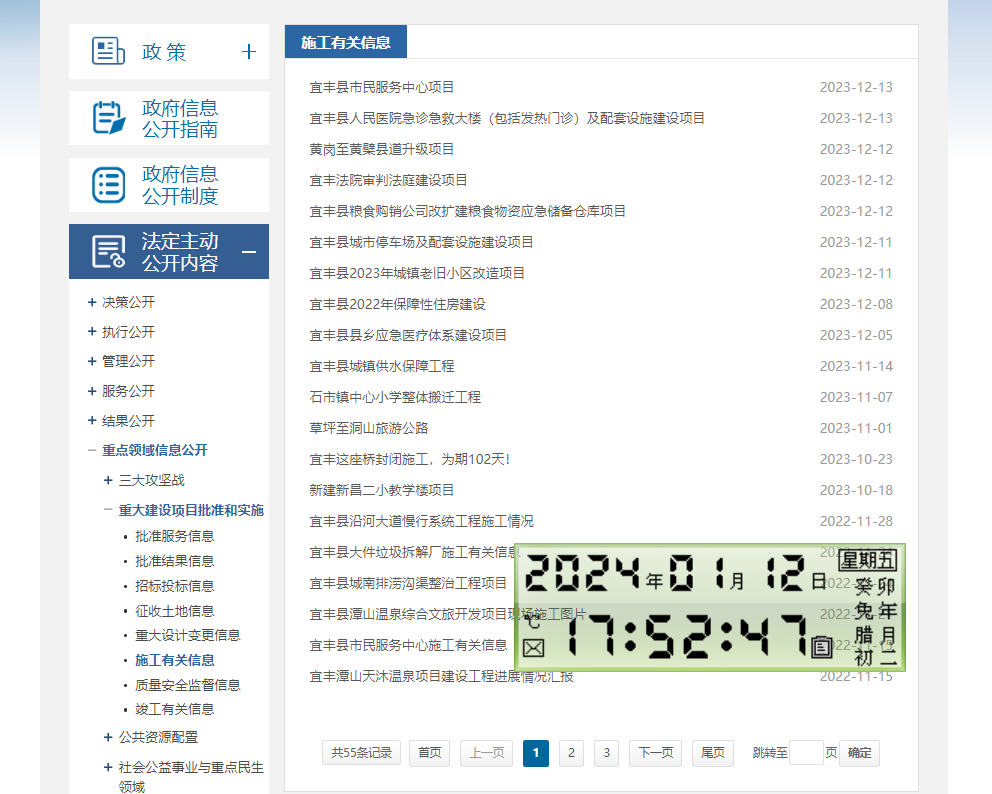 政 策
政府信息
公开指南
政府信息
公开制度
法定主动
公开内容
决策公开
执行公开
管理公开
服务公开
结果公开
重点领域信息公开
三大攻坚战
重大建设项目批准和实施
批准服务信息
批准结果信息
招标投标信息
征收土地信息
重大设计变更信息
施工有关信息
质量安全监督信息
竣工有关信息
公共资源配置
社会公益事业与重点民生
领域
施工有关信息
宜丰县市民服务中心项目 2023-12-13
宜丰县人民医院急诊急救大楼（包括发热门诊）及配套设施建设项目 2023-12-13
黄岗至黄檗县道升级项目 2023-12-12
宜丰法院审判法庭建设项目 2023-12-12
宜丰县粮食购销公司改扩建粮食物资应急储备仓库项目 2023-12-12
宜丰县城市停车场及配套设施建设项目 2023-12-11
宜丰县2023年城镇老旧小区改造项目 2023-12-11
宜丰县2022年保障性住房建设 2023-12-08
宜丰县县乡应急医疗体系建设项目 2023-12-05
宜丰县城镇供水保障工程 2023-11-14
石市镇中心小学整体搬迁工程 2023-11-07
草坪至洞山旅游公路 2023-11-01
宜丰这座桥封闭施工，为期102天！ 2023-10-23
新建新昌二小教学楼项目 2023-10-18
宜丰县沿河大道慢行系统工程施工情况 2022-11-28
宜丰县大件垃圾拆解厂施工有关信息
宜丰县城南排涝沟渠整治工程项目
宜丰县潭山温泉综合文旅开发项目现场施工图片
宜丰县市民服务中心施工有关信息
宜丰潭山天沐温泉项目建设工程进展情况汇报 2022-11-15
2024年01月12日 星期五
17:52:47
℃
癸卯
兔年
腊月
初二
共55条记录 首页 上一页 1 2 3 下一页 尾页 跳转至 页 确定